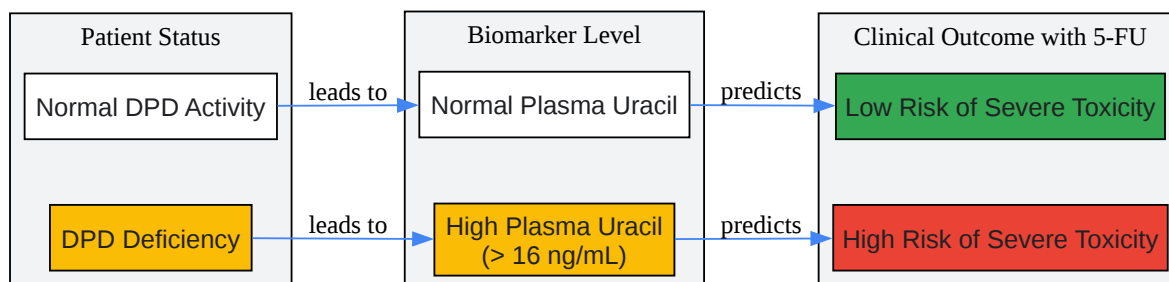 Patient Status
Biomarker Level
Clinical Outcome with 5-FU
Normal DPD Activity
leads to
Normal Plasma Uracil
predicts
Low Risk of Severe Toxicity
DPD Deficiency
leads to
High Plasma Uracil
(> 16 ng/mL)
predicts
High Risk of Severe Toxicity